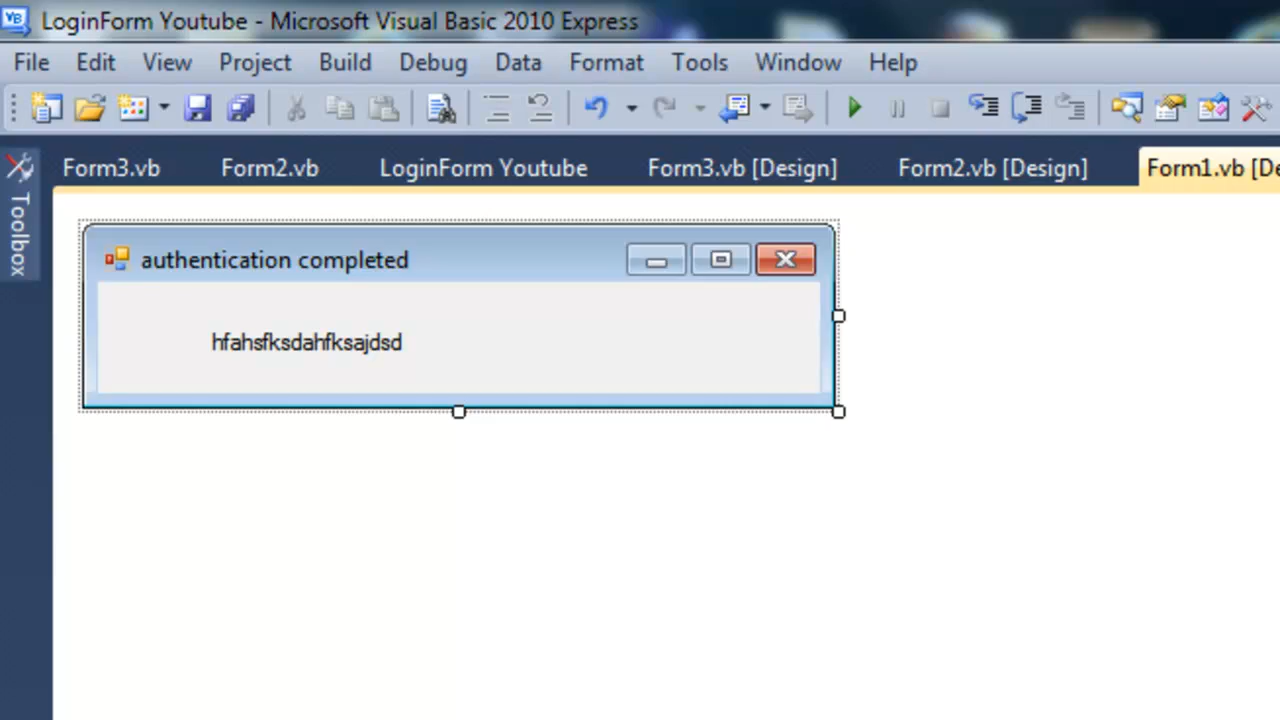 LoginForm Youtube - Microsoft Visual Basic 2010 Express
File Edit View Project Build Debug Data Format Tools Window Help
Form3.vb Form2.vb LoginForm Youtube Form3.vb [Design] Form2.vb [Design] Form1.vb [De
Toolbox
authentication completed
hfahsfksdahfksajdsd